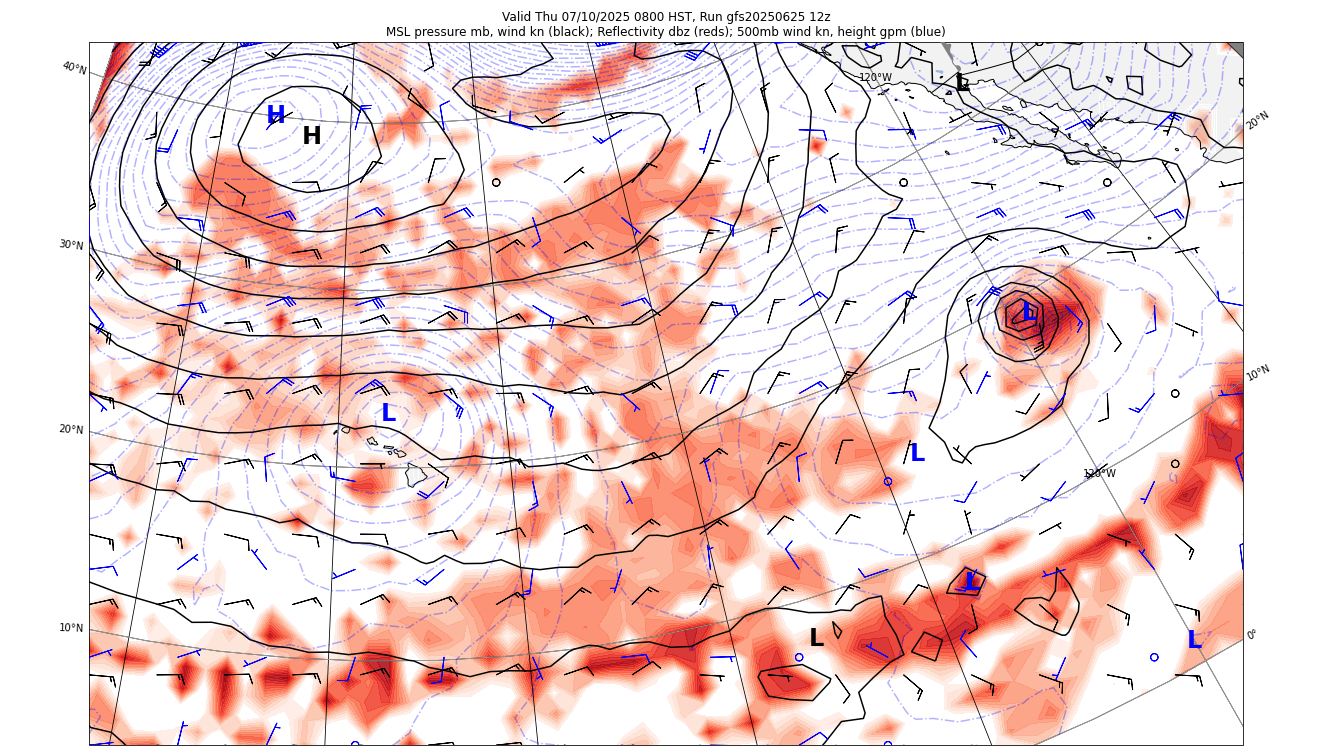 Valid Thu 07/10/2025 0800 HST, Run gfs20250625 12z
MSL pressure mb, wind kn (black); Reflectivity dbz (reds); 500mb wind kn, height gpm (blue)
40°N
120°W
L
20°N
H
H
30°N
L
10°N
L
20°N
L
120°W
L
10°N
L
L
0°